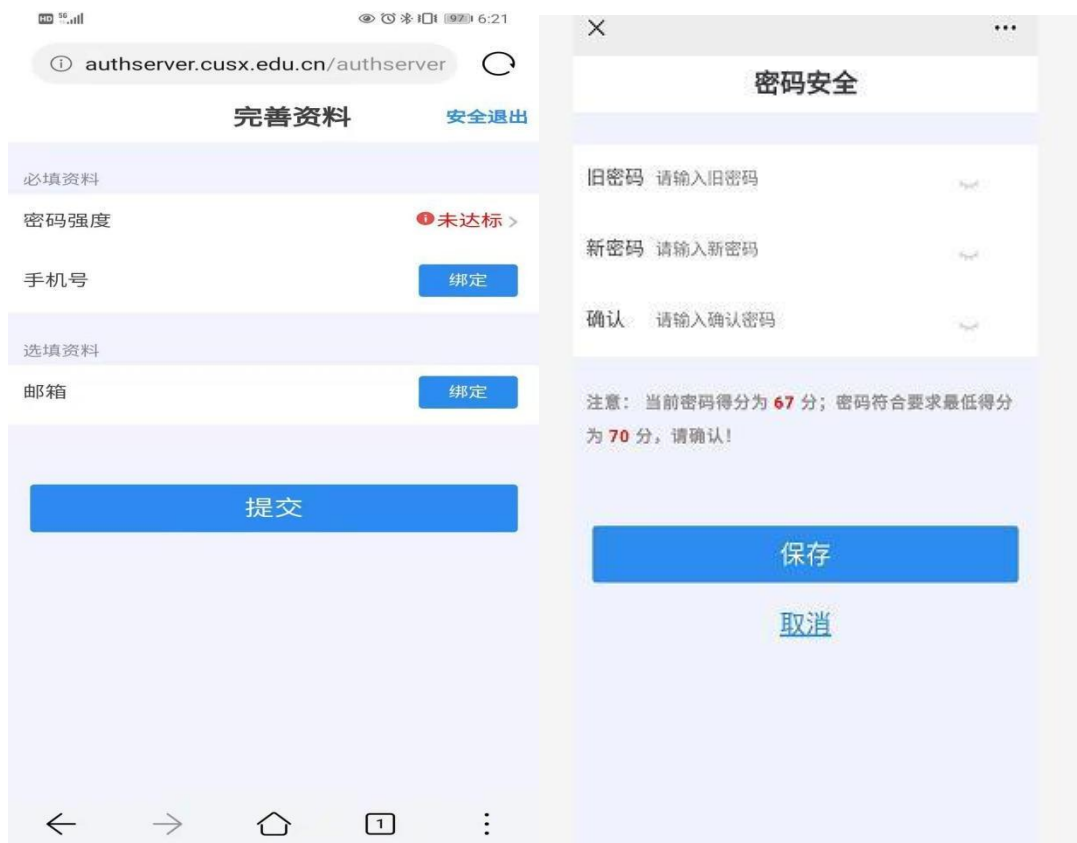 HD 5G 97 6:21
authserver.cusx.edu.cn/authserver
完善资料 安全退出
必填资料
密码强度 未达标 >
手机号 绑定
选填资料
邮箱 绑定
提交
1
密码安全
旧密码 请输入旧密码
新密码 请输入新密码
确认 请输入确认密码
注意： 当前密码得分为 67 分；密码符合要求最低得分
为 70 分，请确认！
保存
取消